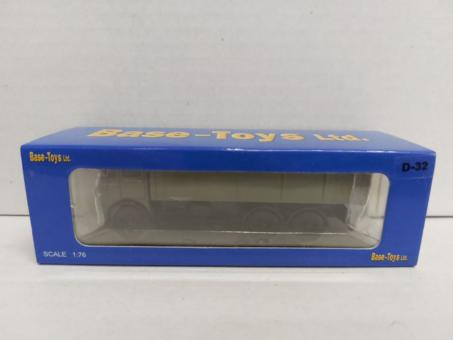 Base-Toys Ltd.
Base-Toys Ltd.
D-32
SCALE 1:76
Base-Toys Ltd.